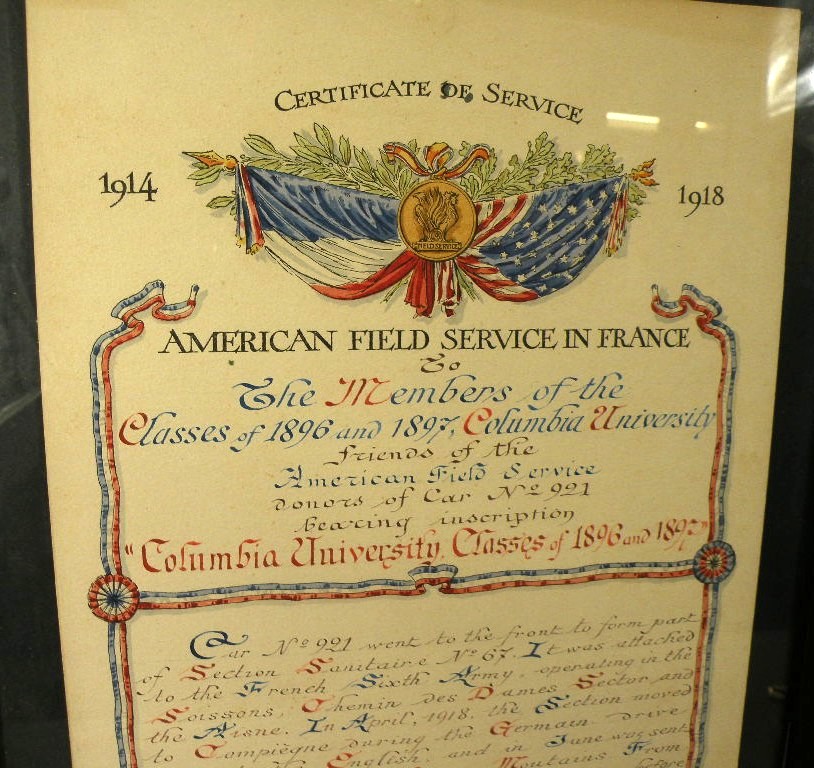 CERTIFICATE OF SERVICE
1914
1918
FIELD SERVICE
AMERICAN FIELD SERVICE IN FRANCE
To
The Members of the
Classes of 1896 and 1897, Columbia University
friends of the
American Field Service
donors of Car No 921
bearing inscription
"Columbia University, Classes of 1896 and 1897"
Car No 921 went to the front to form part
of Section Sanitaire No 67. It was attached
to the French Sixth Army, operating in the
Soissons, Chemin des Dames Sector and
the Aisne. In April, 1918, the Section moved
to Compiègne during the German drive
English and in June was sent
Moutains From
before